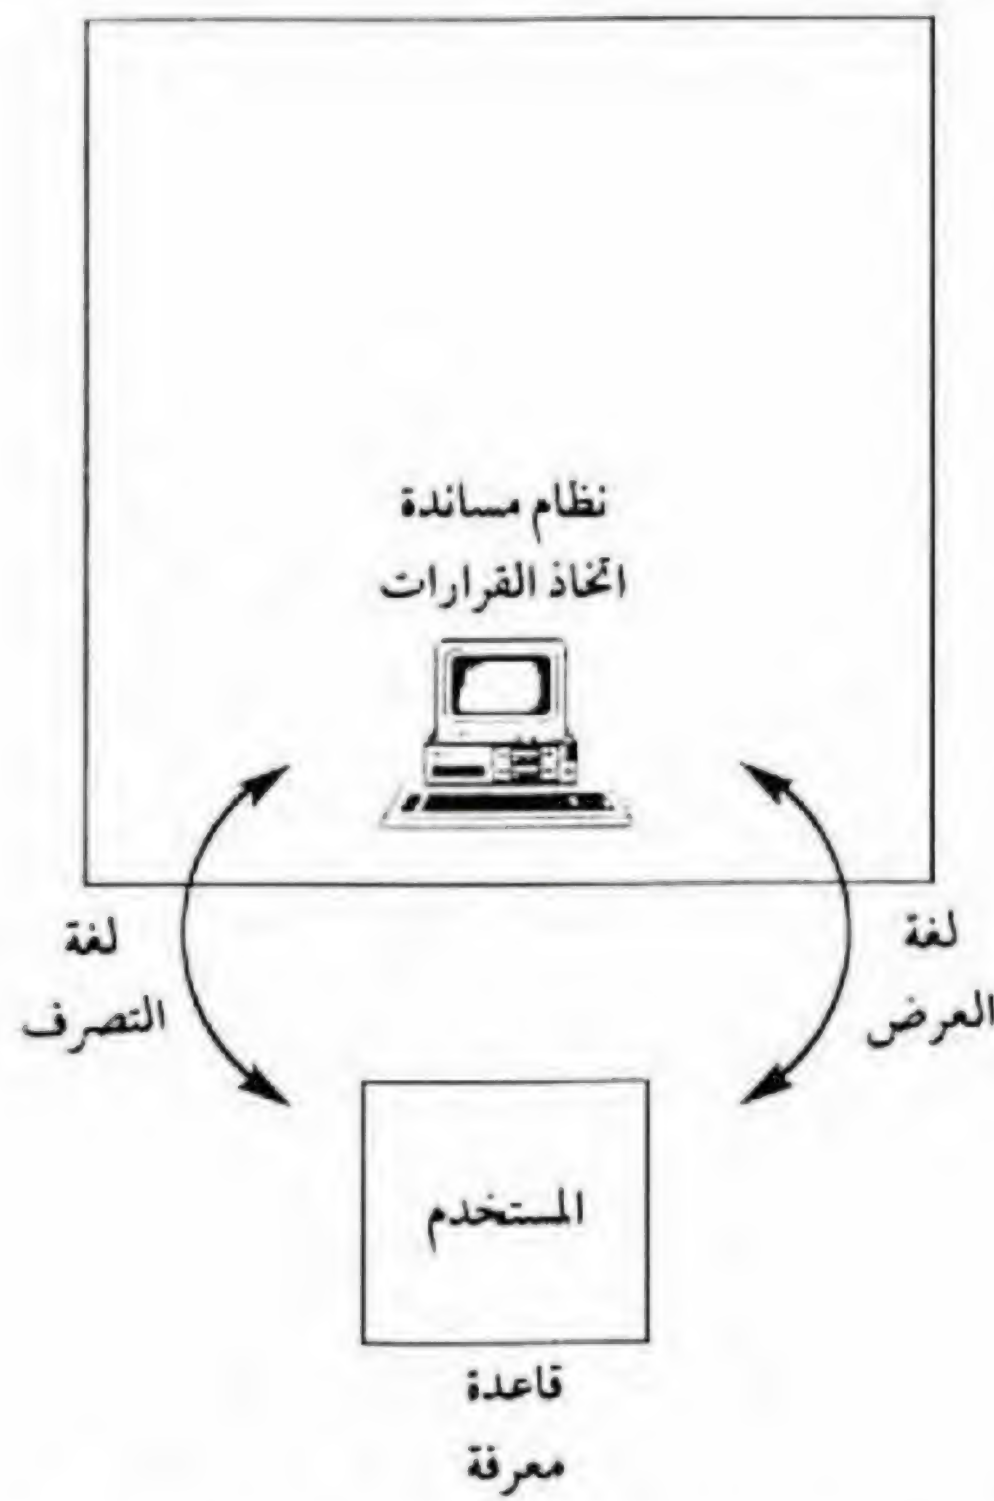 نظام مساندة
اتخاذ القرارات
لغة
العرض
لغة
التصرف
المستخدم
قاعدة
معرفة